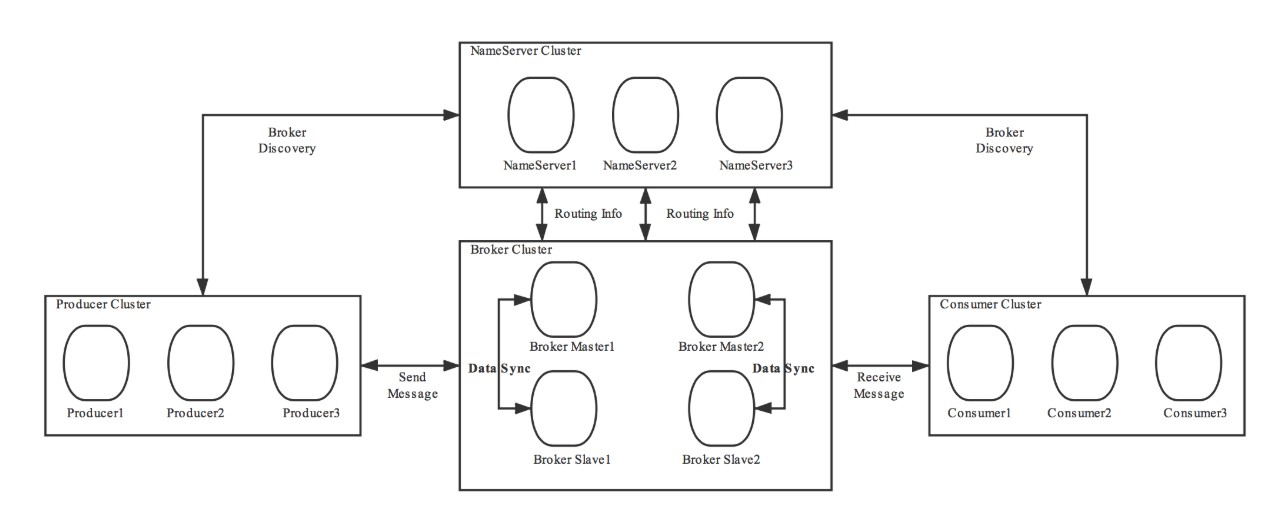 NameServer Cluster
NameServer1
NameServer2
NameServer3
Broker
Discovery
Broker
Discovery
Routing Info
Routing Info
Broker Cluster
Broker Master1
Broker Master2
Data Sync
Data Sync
Broker Slave1
Broker Slave2
Producer Cluster
Producer1
Producer2
Producer3
Send
Message
Receive
Message
Consumer Cluster
Consumer1
Consumer2
Consumer3